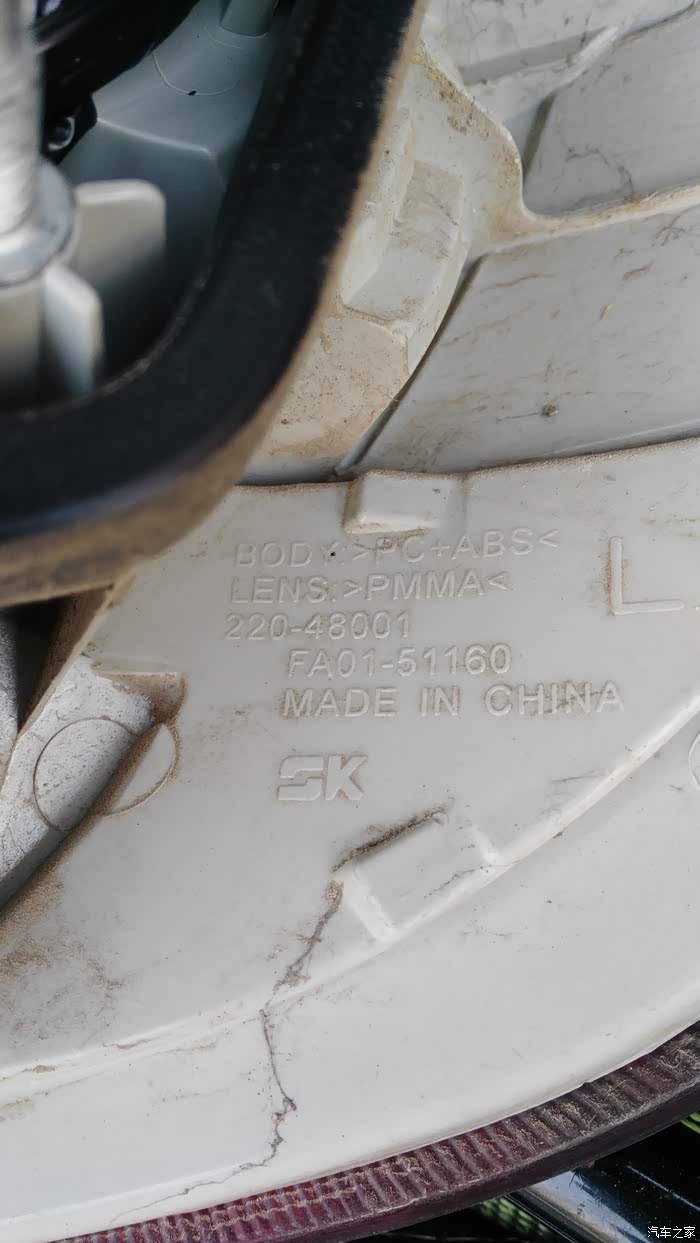 BODY:>PC+ABS<
LENS:>PMMA<
L
220-48001
FA01-51160
MADE IN CHINA
SK
汽车之家